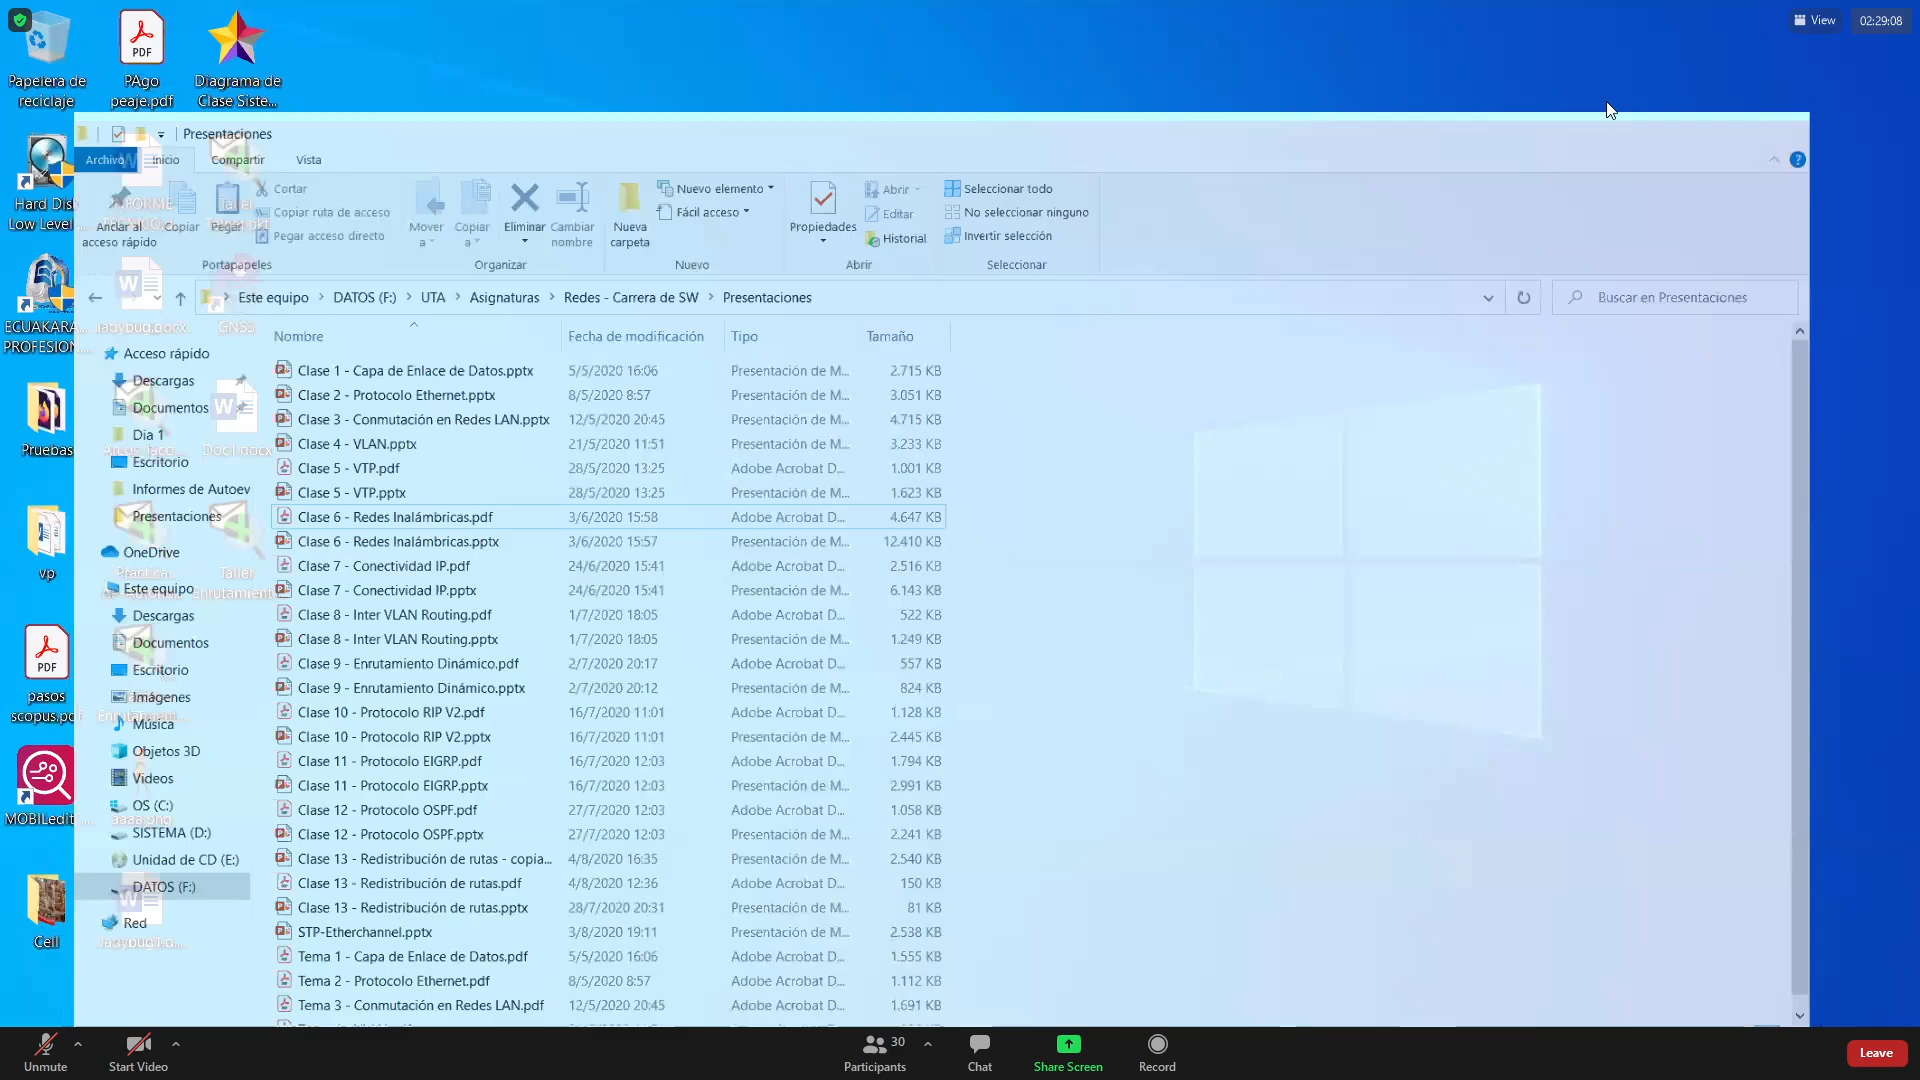 View
02:29:08
Papelera de
reciclaje
PDF
PAgo
peaje.pdf
Diagrama de
Clase Siste...
Presentaciones
Archivo
Inicio
Compartir
Vista
Hard Disk
Low Level...
Anclar al
acceso rápido
Copiar
Pegar
Cortar
Copiar ruta de acceso
Pegar acceso directo
Portapapeles
Mover
a
Copiar
a
Eliminar
Cambiar
nombre
Organizar
Nueva
carpeta
Nuevo elemento
Fácil acceso
Nuevo
Propiedades
Abrir
Editar
Historial
Abrir
Seleccionar todo
No seleccionar ninguno
Invertir selección
Seleccionar
Este equipo > DATOS (F:) > UTA > Asignaturas > Redes - Carrera de SW > Presentaciones
Buscar en Presentaciones
ECUAKARA...
PROFESION...
ladybug.docx
GNSS
Pruebas
Doc1.docx
vp
Taller
Enrutamient
PDF
pasos
scopus.pdf
MOBILedit...
aaaa.png
Cell
ladybug1.d...
Acceso rápido
Descargas
Documentos
Dia 1
Escritorio
Informes de Autoev
Presentaciones
OneDrive
Este equipo
Descargas
Documentos
Escritorio
Imágenes
Música
Objetos 3D
Videos
OS (C:)
SISTEMA (D:)
Unidad de CD (E:)
DATOS (F:)
Red
Nombre Fecha de modificación Tipo Tamaño
Clase 1 - Capa de Enlace de Datos.pptx 5/5/2020 16:06 Presentación de M... 2.715 KB
Clase 2 - Protocolo Ethernet.pptx 8/5/2020 8:57 Presentación de M... 3.051 KB
Clase 3 - Conmutación en Redes LAN.pptx 12/5/2020 20:45 Presentación de M... 4.715 KB
Clase 4 - VLAN.pptx 21/5/2020 11:51 Presentación de M... 3.233 KB
Clase 5 - VTP.pdf 28/5/2020 13:25 Adobe Acrobat D... 1.001 KB
Clase 5 - VTP.pptx 28/5/2020 13:25 Presentación de M... 1.623 KB
Clase 6 - Redes Inalámbricas.pdf 3/6/2020 15:58 Adobe Acrobat D... 4.647 KB
Clase 6 - Redes Inalámbricas.pptx 3/6/2020 15:57 Presentación de M... 12.410 KB
Clase 7 - Conectividad IP.pdf 24/6/2020 15:41 Adobe Acrobat D... 2.516 KB
Clase 7 - Conectividad IP.pptx 24/6/2020 15:41 Presentación de M... 6.143 KB
Clase 8 - Inter VLAN Routing.pdf 1/7/2020 18:05 Adobe Acrobat D... 522 KB
Clase 8 - Inter VLAN Routing.pptx 1/7/2020 18:05 Presentación de M... 1.249 KB
Clase 9 - Enrutamiento Dinámico.pdf 2/7/2020 20:17 Adobe Acrobat D... 557 KB
Clase 9 - Enrutamiento Dinámico.pptx 2/7/2020 20:12 Presentación de M... 824 KB
Clase 10 - Protocolo RIP V2.pdf 16/7/2020 11:01 Adobe Acrobat D... 1.128 KB
Clase 10 - Protocolo RIP V2.pptx 16/7/2020 11:01 Presentación de M... 2.445 KB
Clase 11 - Protocolo EIGRP.pdf 16/7/2020 12:03 Adobe Acrobat D... 1.794 KB
Clase 11 - Protocolo EIGRP.pptx 16/7/2020 12:03 Presentación de M... 2.991 KB
Clase 12 - Protocolo OSPF.pdf 27/7/2020 12:03 Adobe Acrobat D... 1.058 KB
Clase 12 - Protocolo OSPF.pptx 27/7/2020 12:03 Presentación de M... 2.241 KB
Clase 13 - Redistribución de rutas - copia... 4/8/2020 16:35 Presentación de M... 2.540 KB
Clase 13 - Redistribución de rutas.pdf 4/8/2020 12:36 Adobe Acrobat D... 150 KB
Clase 13 - Redistribución de rutas.pptx 28/7/2020 20:31 Presentación de M... 81 KB
STP-Etherchannel.pptx 3/8/2020 19:11 Presentación de M... 2.538 KB
Tema 1 - Capa de Enlace de Datos.pdf 5/5/2020 16:06 Adobe Acrobat D... 1.555 KB
Tema 2 - Protocolo Ethernet.pdf 8/5/2020 8:57 Adobe Acrobat D... 1.112 KB
Tema 3 - Conmutación en Redes LAN.pdf 12/5/2020 20:45 Adobe Acrobat D... 1.691 KB
Unmute
Start Video
30
Participants
Chat
Share Screen
Record
Leave